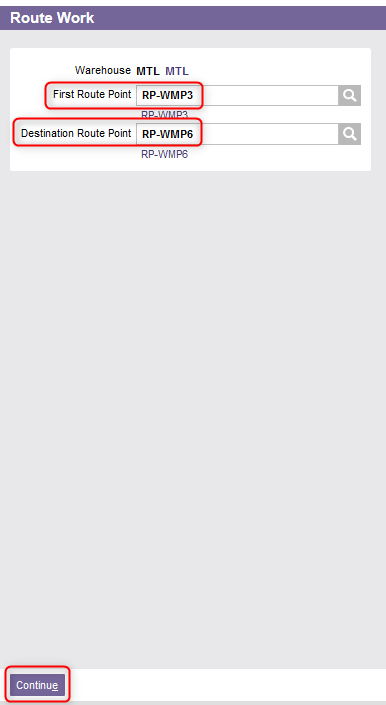 Route Work
Warehouse MTL MTL
First Route Point RP-WMP3
RP-WMP3
Destination Route Point RP-WMP6
RP-WMP6
Continue